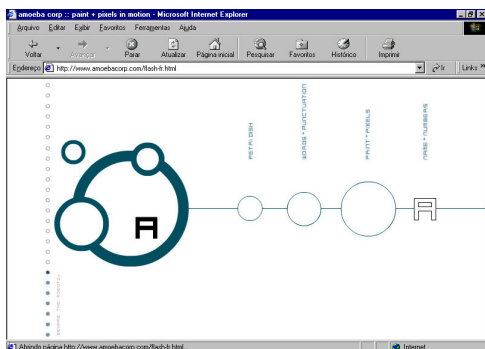 amoeba corp :: paint + pixels in motion - Microsoft Internet Explorer
Arquivo Editar Exibir Favoritos Ferramentas Ajuda
Voltar Avançar Parar Atualizar Página inicial Pesquisar Favoritos Histórico Imprimir
Endereço http://www.amoebacorp.com/flash-fr.html Ir Links »
PETRI DISH
WORDS + PUNCTUATION
PAINT + PIXELS
NAME + NUMBERS
A A
Abrindo página http://www.amoebacorp.com/flash-fr.html... Internet